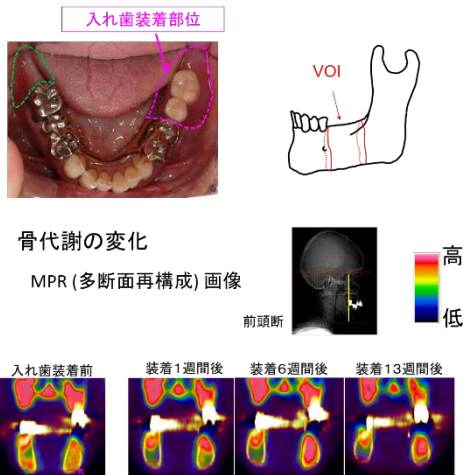 入れ歯装着部位
VOI
骨代謝の変化
MPR (多断面再構成) 画像
前頭断
高
低
入れ歯装着前
装着1週間後
装着6週間後
装着13週間後